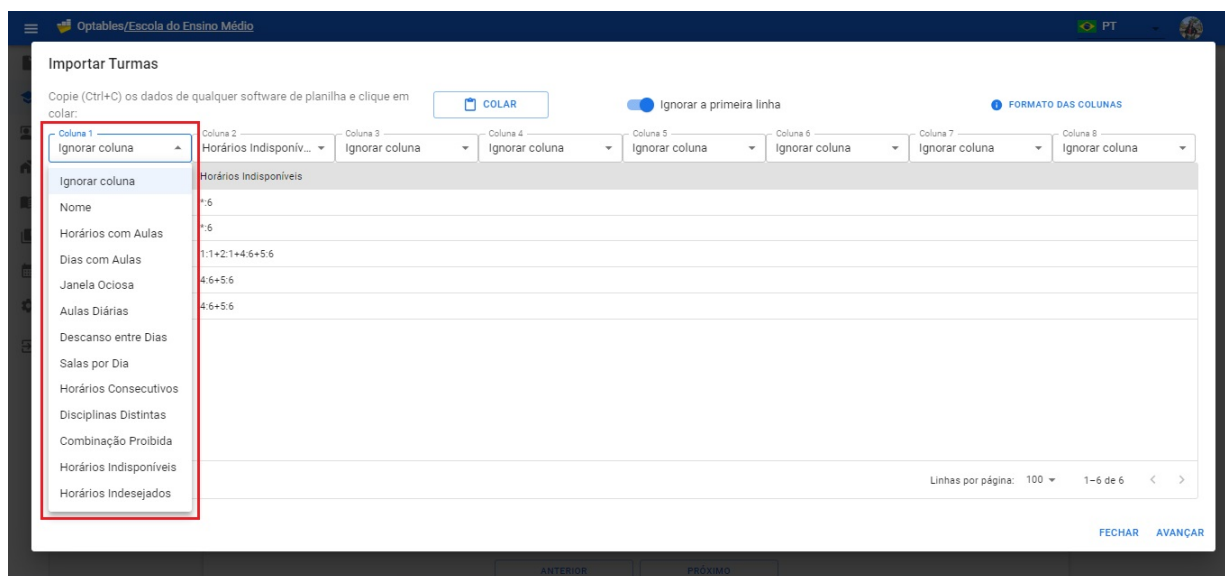 Optables/Escola do Ensino Médio
PT
Importar Turmas
Copie (Ctrl+C) os dados de qualquer software de planilha e clique em
colar:
COLAR
Ignorar a primeira linha
FORMATO DAS COLUNAS
Coluna 1 Coluna 2 Coluna 3 Coluna 4 Coluna 5 Coluna 6 Coluna 7 Coluna 8
Ignorar coluna Horários Indisponív... Ignorar coluna Ignorar coluna Ignorar coluna Ignorar coluna Ignorar coluna Ignorar coluna
Ignorar coluna
Nome
Horários com Aulas
Dias com Aulas
Janela Ociosa
Aulas Diárias
Descanso entre Dias
Salas por Dia
Horários Consecutivos
Disciplinas Distintas
Combinação Proibida
Horários Indisponíveis
Horários Indesejados
Horários Indisponíveis
*:6
*:6
1:1+2:1+4:6+5:6
4:6+5:6
4:6+5:6
Linhas por página: 100 1–6 de 6
FECHAR AVANÇAR
ANTERIOR PRÓXIMO